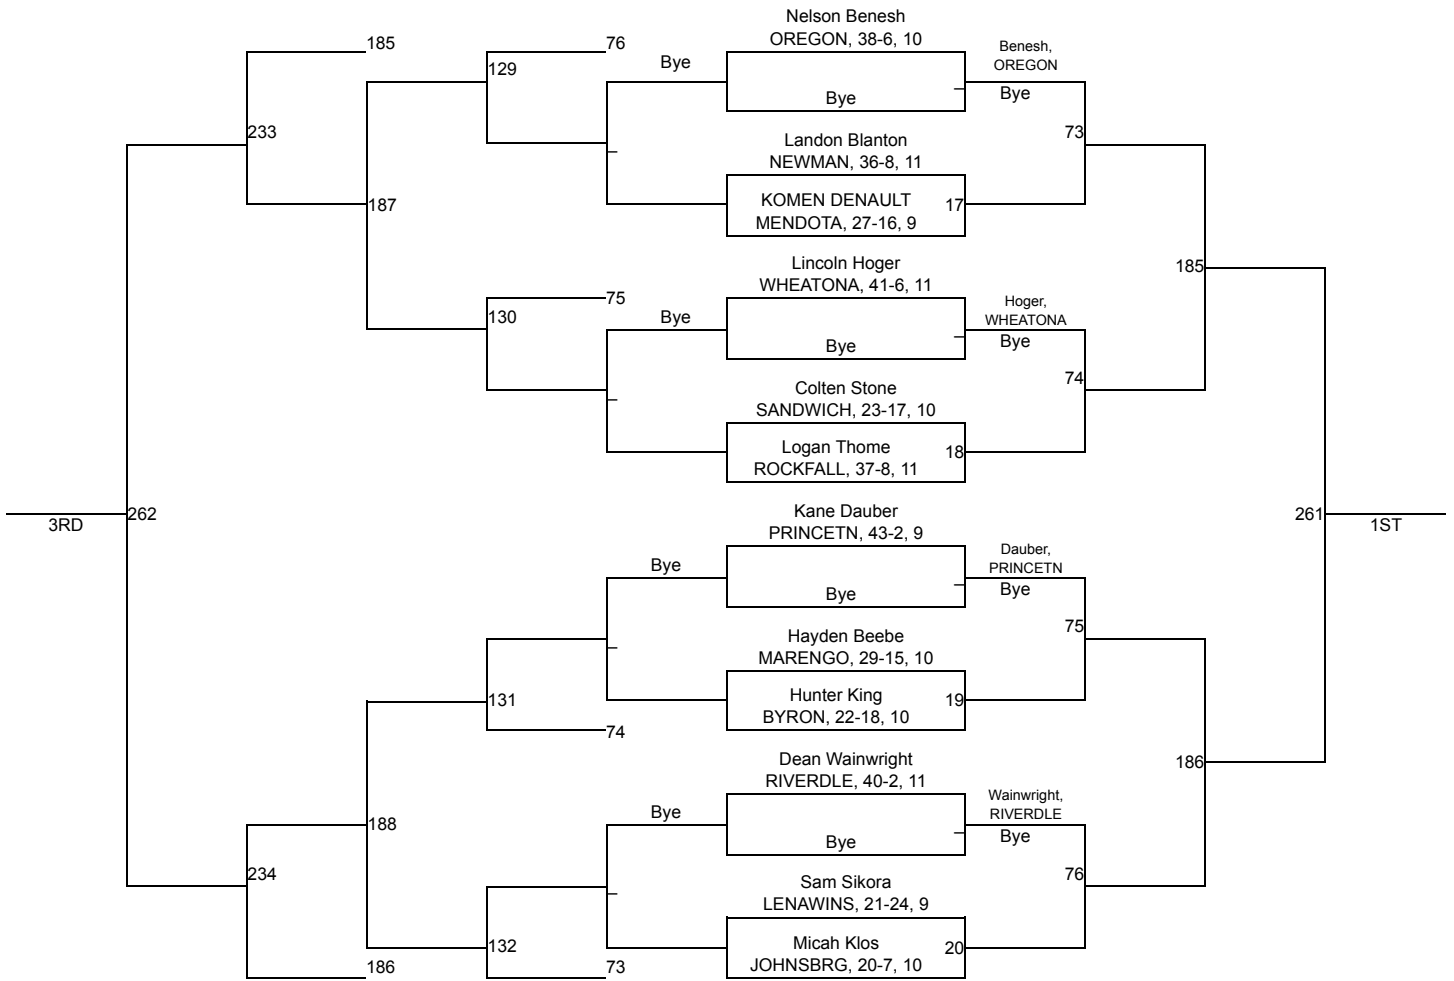 Nelson Benesh
185
76
OREGON, 38-6, 10
Benesh,
OREGON
129
Bye
Bye
Bye
233
73
Landon Blanton
NEWMAN, 36-8, 11
187
KOMEN DENAULT
17
MENDOTA, 27-16, 9
Lincoln Hoger
185
WHEATONA, 41-6, 11
75
Hoger,
WHEATONA
130
Bye
Bye
Bye
74
Colten Stone
SANDWICH, 23-17, 10
Logan Thome
18
ROCKFALL, 37-8, 11
262
3RD
Kane Dauber
261
1ST
PRINCETN, 43-2, 9
Dauber,
PRINCETN
Bye
Bye
Bye
75
Hayden Beebe
MARENGO, 29-15, 10
131
Hunter King
19
BYRON, 22-18, 10
74
Dean Wainwright
186
RIVERDLE, 40-2, 11
Wainwright,
RIVERDLE
188
Bye
Bye
Bye
234
76
Sam Sikora
LENAWINS, 21-24, 9
132
Micah Klos
20
186
73
JOHNSBRG, 20-7, 10